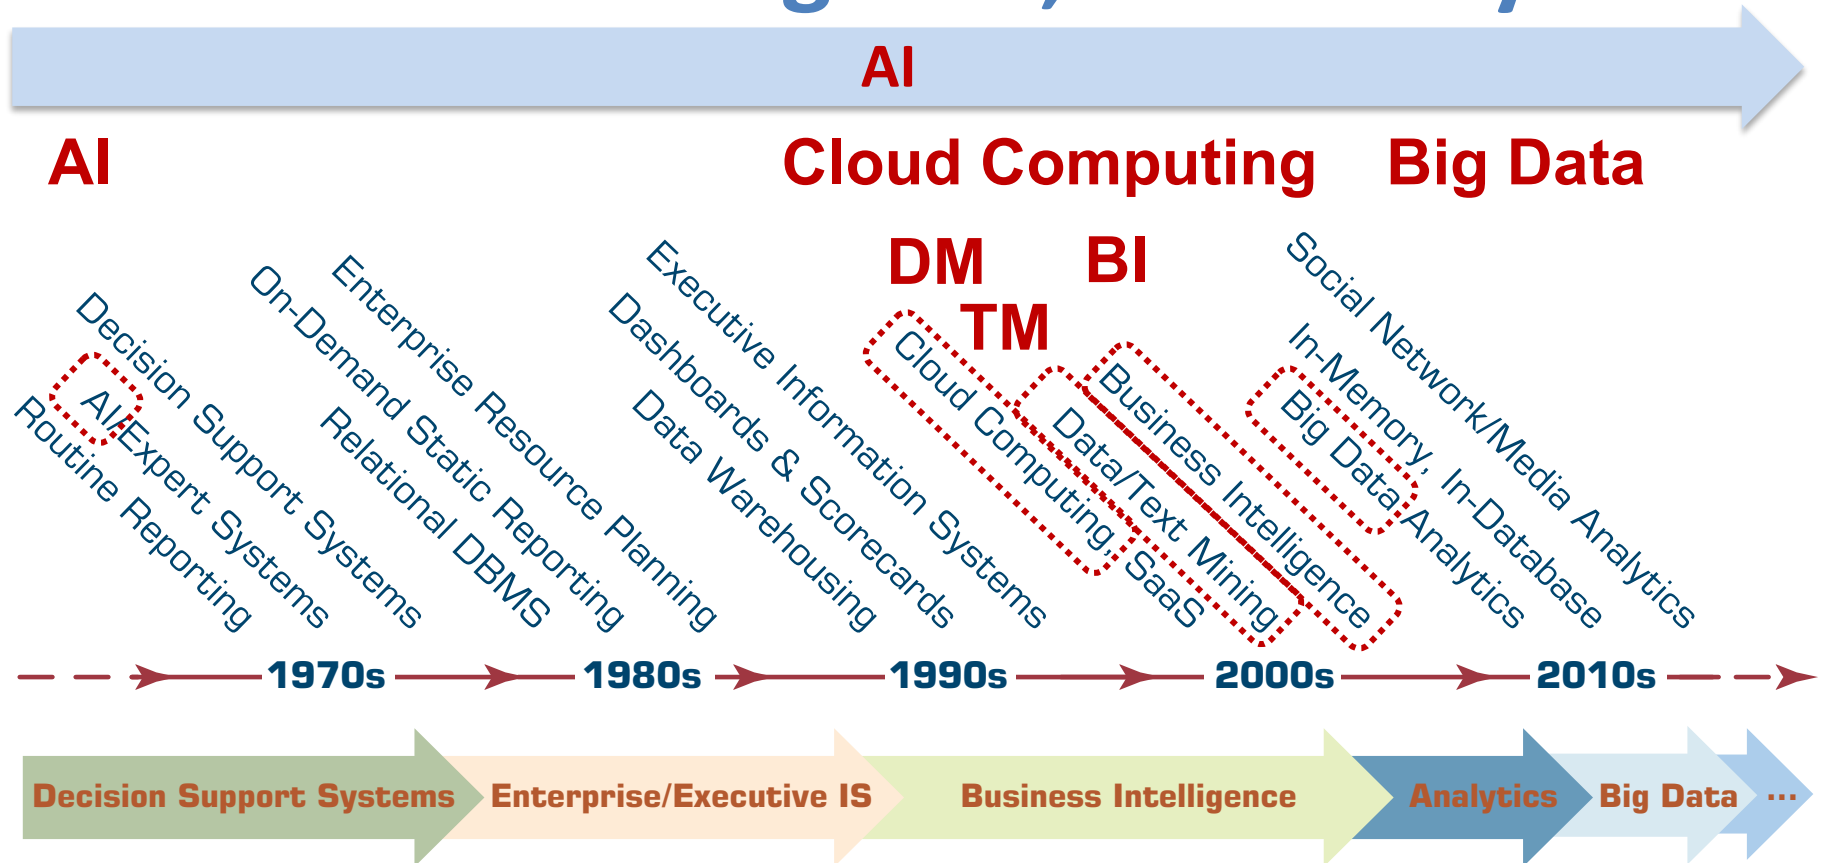 AI
AI
Cloud Computing
Big Data
DM
BI
TM
Routine Reporting
AI/Expert Systems
Decision Support Systems
Relational DBMS
On-Demand Static Reporting
Enterprise Resource Planning
Data Warehousing
Dashboards & Scorecards
Executive Information Systems
Cloud Computing, SaaS
Data/Text Mining
Business Intelligence
Big Data Analytics
In-Memory, In-Database
Social Network/Media Analytics
1970s
1980s
1990s
2000s
2010s
Decision Support Systems
Enterprise/Executive IS
Business Intelligence
Analytics
Big Data
...